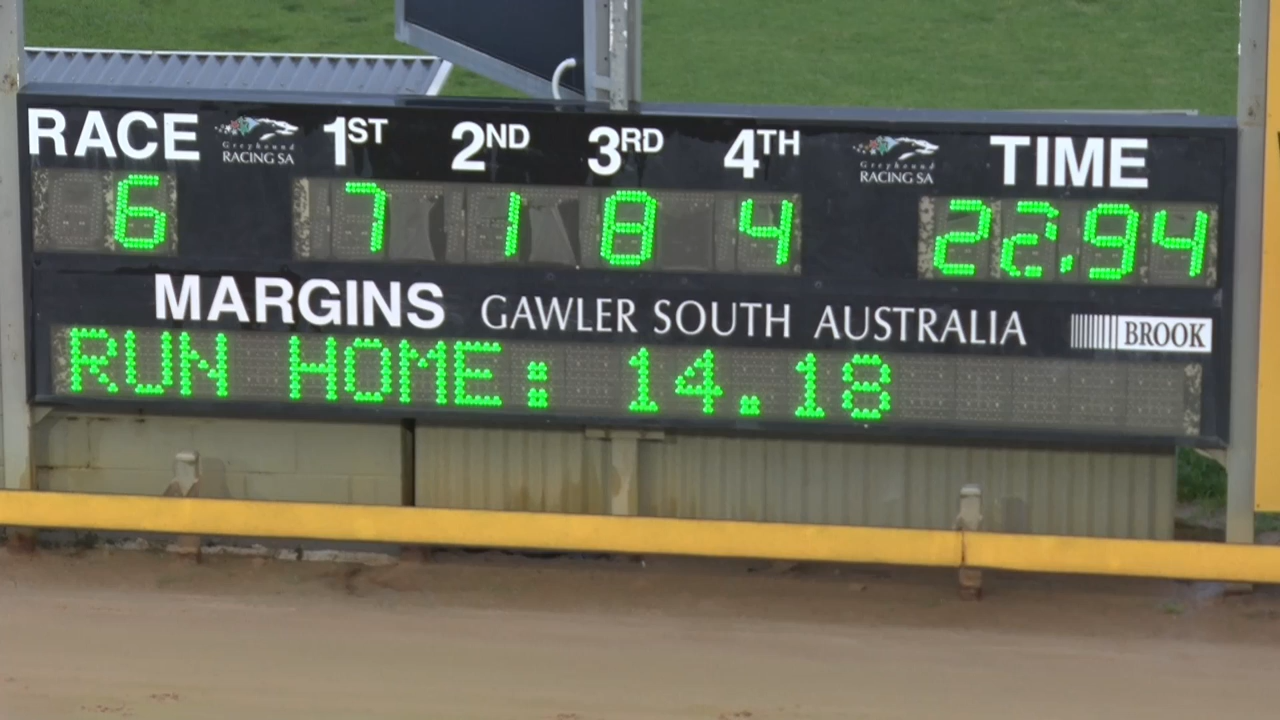 RACE Greyhound RACING SA 1ST 2ND 3RD 4TH Greyhound RACING SA TIME
6 7 1 8 4 22.94
MARGINS GAWLER SOUTH AUSTRALIA BROOK
RUN HOME: 14.18